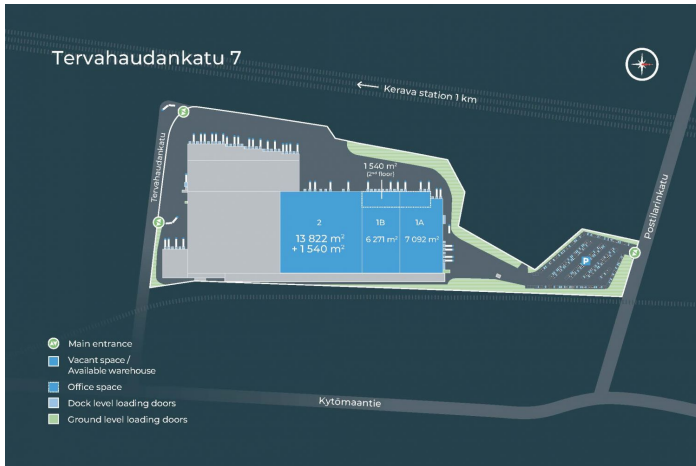 Tervahaudankatu 7
Kerava station 1 km
Tervahaudankatu
Postilarinkatu
1 540 m²
(2nd floor)
2
13 822 m²
+ 1 540 m²
1B
6 271 m²
1A
7 092 m²
P
Main entrance
Vacant space /
Available warehouse
Office space
Dock level loading doors
Ground level loading doors
Kytömaantie